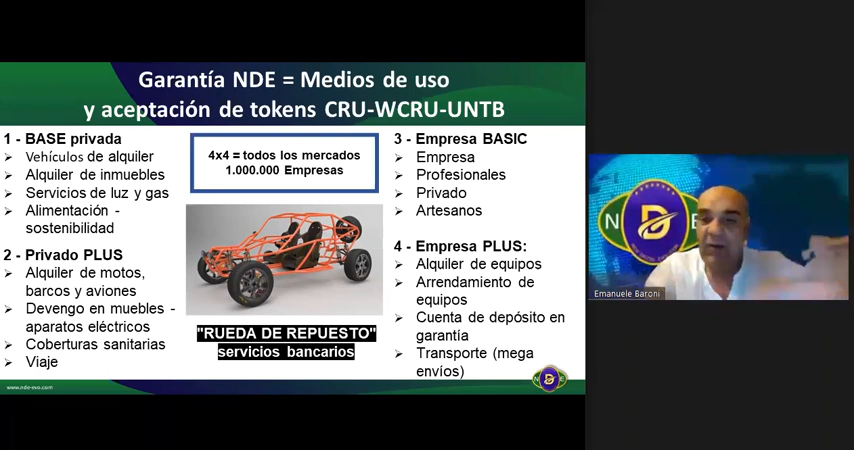 Garantía NDE = Medios de uso
y aceptación de tokens CRU-WCRU-UNTB
1 - BASE privada
Vehículos de alquiler
Alquiler de inmuebles
Servicios de luz y gas
Alimentación -
sostenibilidad
2 - Privado PLUS
Alquiler de motos,
barcos y aviones
Devengo en muebles -
aparatos eléctricos
Coberturas sanitarias
Viaje
4x4 = todos los mercados
1.000.000 Empresas
"RUEDA DE REPUESTO"
servicios bancarios
3 - Empresa BASIC
Empresa
Profesionales
Privado
Artesanos
4 - Empresa PLUS:
Alquiler de equipos
Arrendamiento de
equipos
Cuenta de depósito en
garantía
Transporte (mega
envíos)
www.nde-evo.com
N D E
N D E
Emanuele Baroni